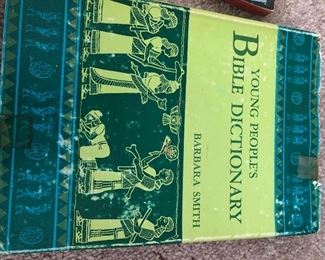 YOUNG PEOPLE'S
BIBLE DICTIONARY
BARBARA SMITH